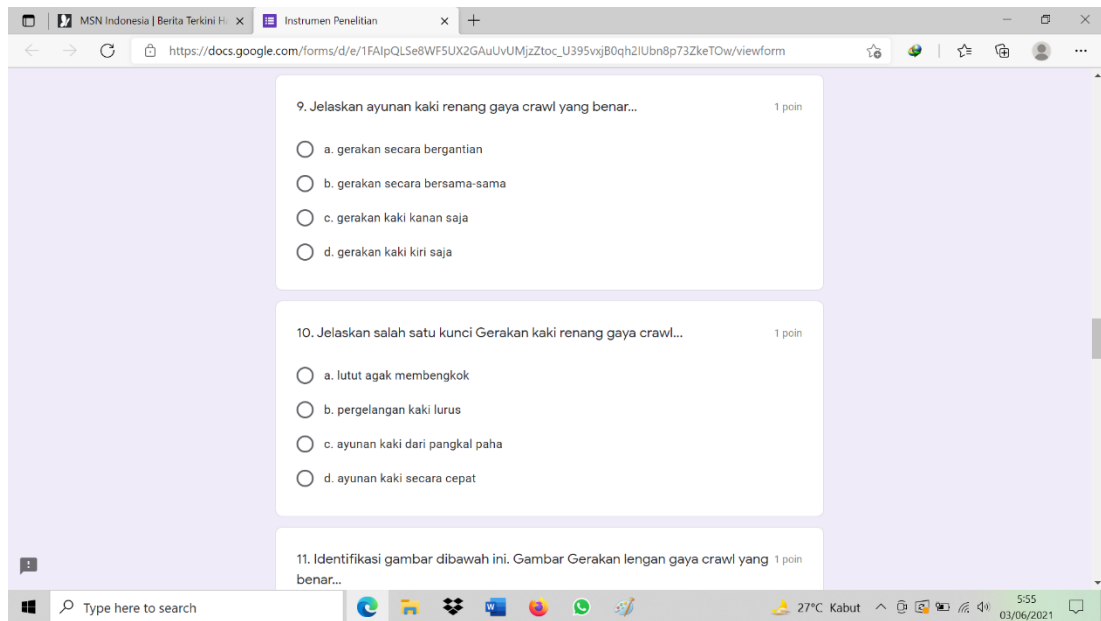 MSN Indonesia | Berita Terkini H
Instrumen Penelitian
https://docs.google.com/forms/d/e/1FAIpQLSe8WF5UX2GAuUvUMjzZtoc_U395vxjB0qh2IUbn8p73ZkeTOw/viewform
9. Jelaskan ayunan kaki renang gaya crawl yang benar... 1 poin
a. gerakan secara bergantian
b. gerakan secara bersama-sama
c. gerakan kaki kanan saja
d. gerakan kaki kiri saja
10. Jelaskan salah satu kunci Gerakan kaki renang gaya crawl... 1 poin
a. lutut agak membengkok
b. pergelangan kaki lurus
c. ayunan kaki dari pangkal paha
d. ayunan kaki secara cepat
11. Identifikasi gambar dibawah ini. Gambar Gerakan lengan gaya crawl yang 1 poin
benar...
Type here to search
27°C Kabut
5:55
03/06/2021